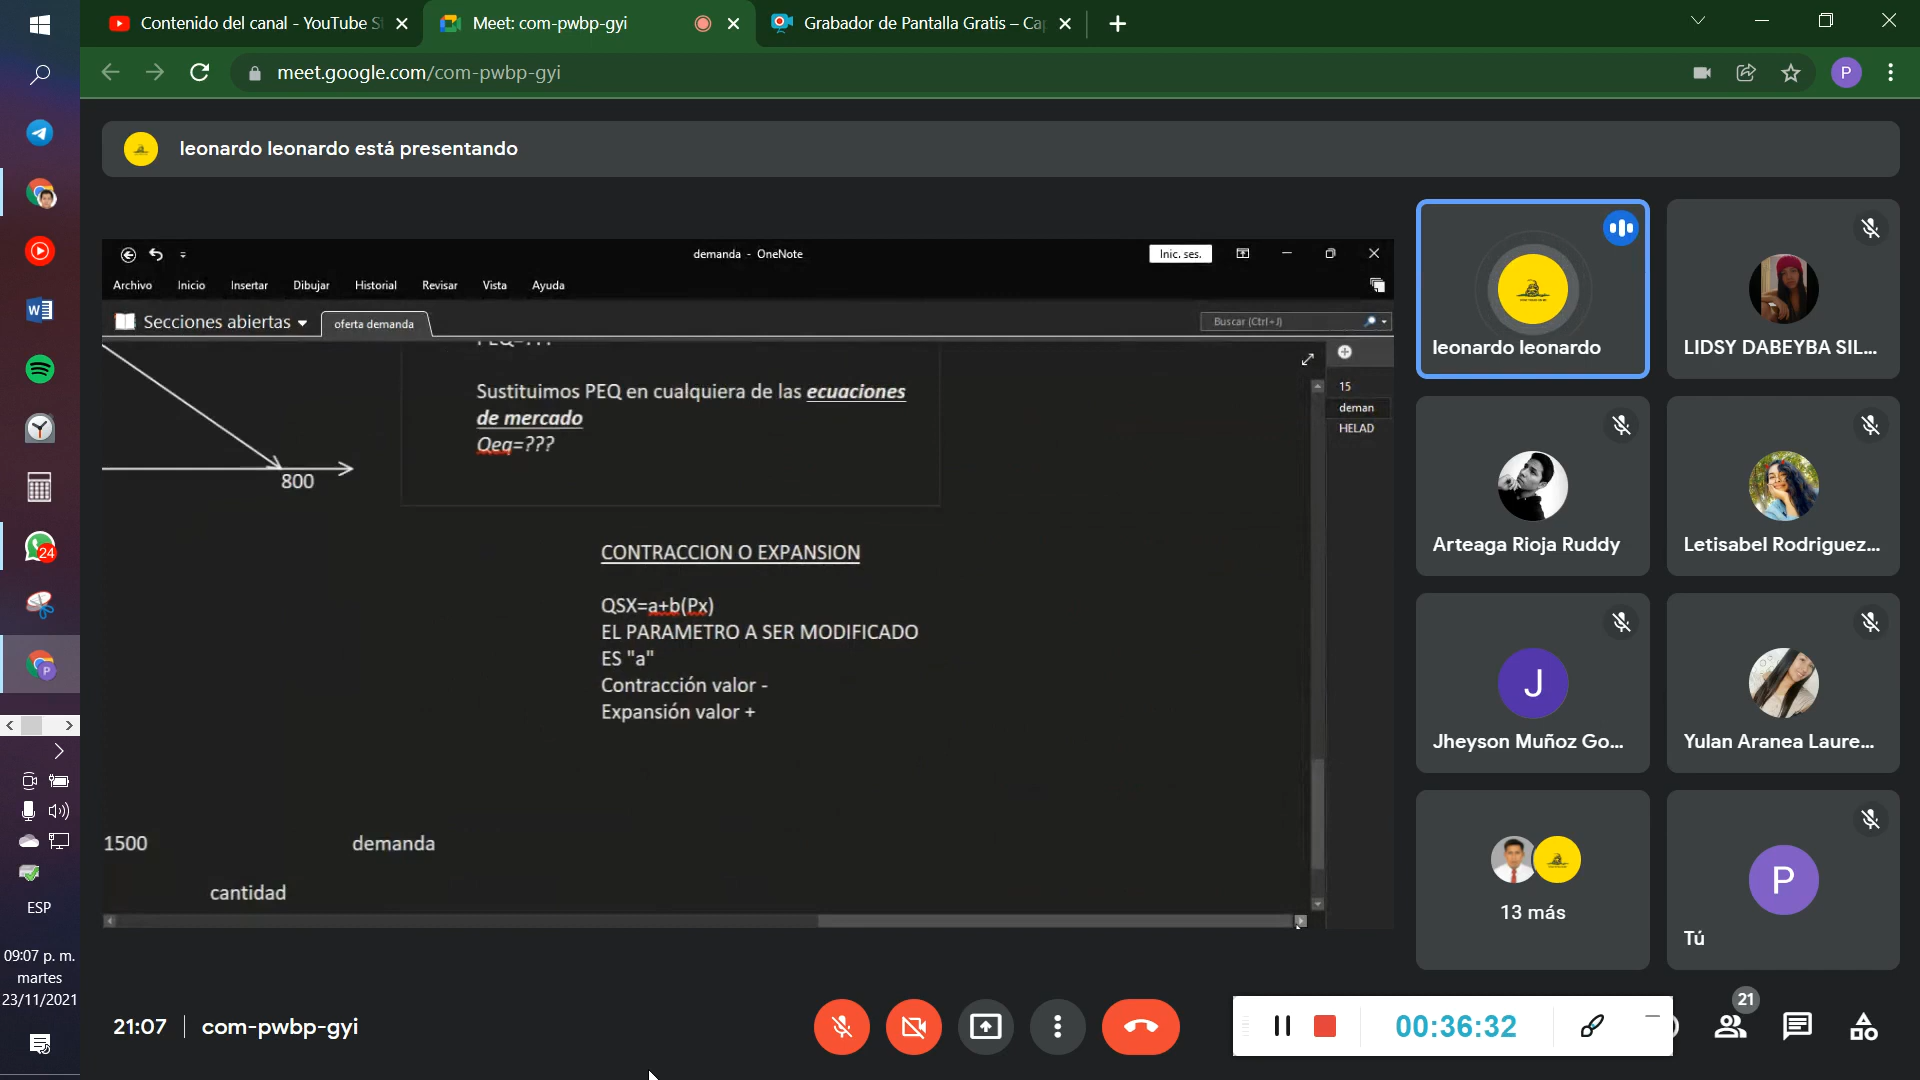 Contenido del canal - YouTube S
Meet: com-pwbp-gyi
Grabador de Pantalla Gratis – Ca
meet.google.com/com-pwbp-gyi
P
leonardo leonardo está presentando
demanda - OneNote
Inic. ses.
Archivo Inicio Insertar Dibujar Historial Revisar Vista Ayuda
Secciones abiertas
oferta demanda
Buscar (Ctrl+J)
15
deman
HELAD
Sustituimos PEQ en cualquiera de las ecuaciones
de mercado
Qeq=???
800
CONTRACCION O EXPANSION
QSX=a+b(Px)
EL PARAMETRO A SER MODIFICADO
ES "a"
Contracción valor -
Expansión valor +
1500
demanda
cantidad
leonardo leonardo
LIDSY DABEYBA SIL...
Arteaga Rioja Ruddy
Letisabel Rodriguez...
J
Jheyson Muñoz Go...
Yulan Aranea Laure...
13 más
P
Tú
24
P
ESP
09:07 p. m.
martes
23/11/2021
21:07
com-pwbp-gyi
00:36:32
21